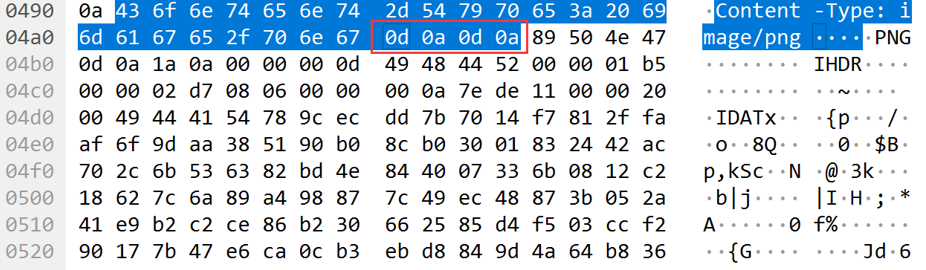 0490 0a 43 6f 6e 74 65 6e 74 2d 54 79 70 65 3a 20 69 ·Content -Type: i
04a0 6d 61 67 65 2f 70 6e 67 0d 0a 0d 0a 89 50 4e 47 mage/png ·····PNG
04b0 0d 0a 1a 0a 00 00 00 0d 49 48 44 52 00 00 01 b5 ········ IHDR····
04c0 00 00 02 d7 08 06 00 00 00 0a 7e de 11 00 00 20 ········ ··~····
04d0 00 49 44 41 54 78 9c ec dd 7b 70 14 f7 81 2f fa ·IDATx·· ·{p···/·
04e0 af 6f 9d aa 38 51 90 b0 8c b0 30 01 83 24 42 ac ·o··8Q·· ··0··$B·
04f0 70 2c 6b 53 63 82 bd 4e 84 40 07 33 6b 08 12 c2 p,kSc··N ·@·3k···
0500 18 62 7c 6a 89 a4 98 87 7c 49 ec 48 87 3b 05 2a ·b|j···· |I·H·;·*
0510 41 e9 b2 c2 ce 86 b2 30 66 25 85 d4 f5 03 cc f2 A······0 f%······
0520 90 17 7b 47 e6 ca 0c b3 eb d8 84 9d 4a 64 b8 36 ··{G···· ····Jd·6